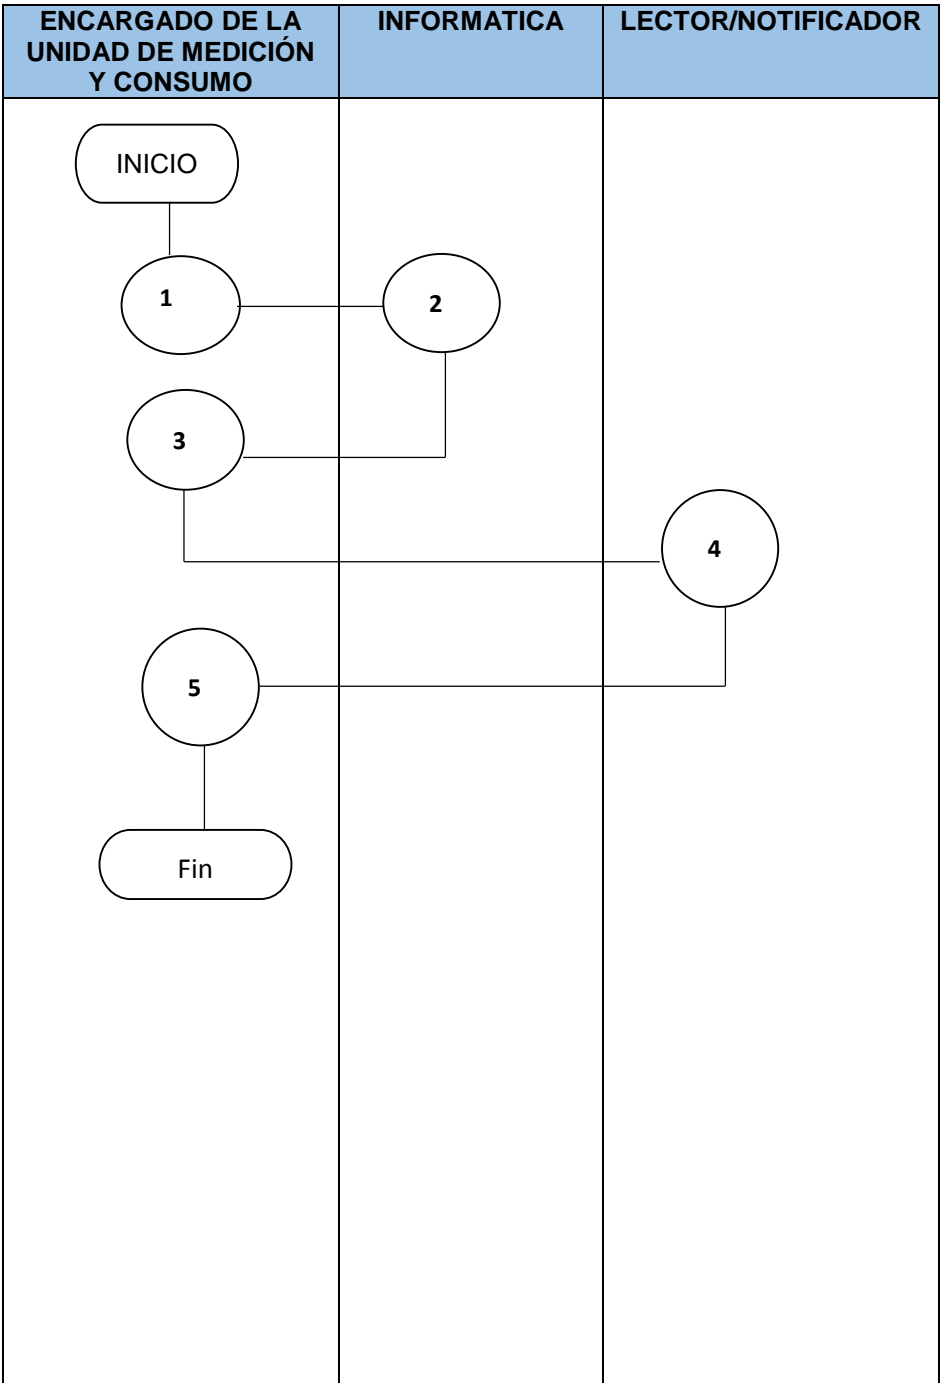 ENCARGADO DE LA
UNIDAD DE MEDICIÓN
Y CONSUMO
INFORMATICA
LECTOR/NOTIFICADOR
INICIO
1
2
3
4
5
Fin